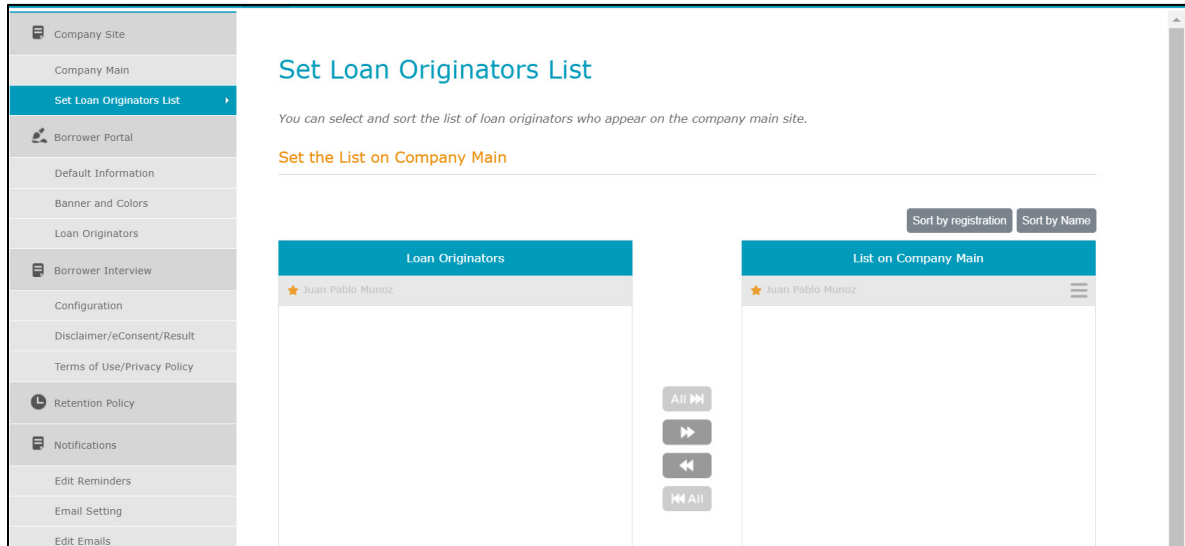 Company Site
Company Main
Set Loan Originators List
Borrower Portal
Default Information
Banner and Colors
Loan Originators
Borrower Interview
Configuration
Disclaimer/eConsent/Result
Terms of Use/Privacy Policy
Retention Policy
Notifications
Edit Reminders
Email Setting
Edit Emails
Set Loan Originators List
You can select and sort the list of loan originators who appear on the company main site.
Set the List on Company Main
Sort by registration
Sort by Name
Loan Originators
Juan Pablo Munoz
All
All
List on Company Main
Juan Pablo Munoz